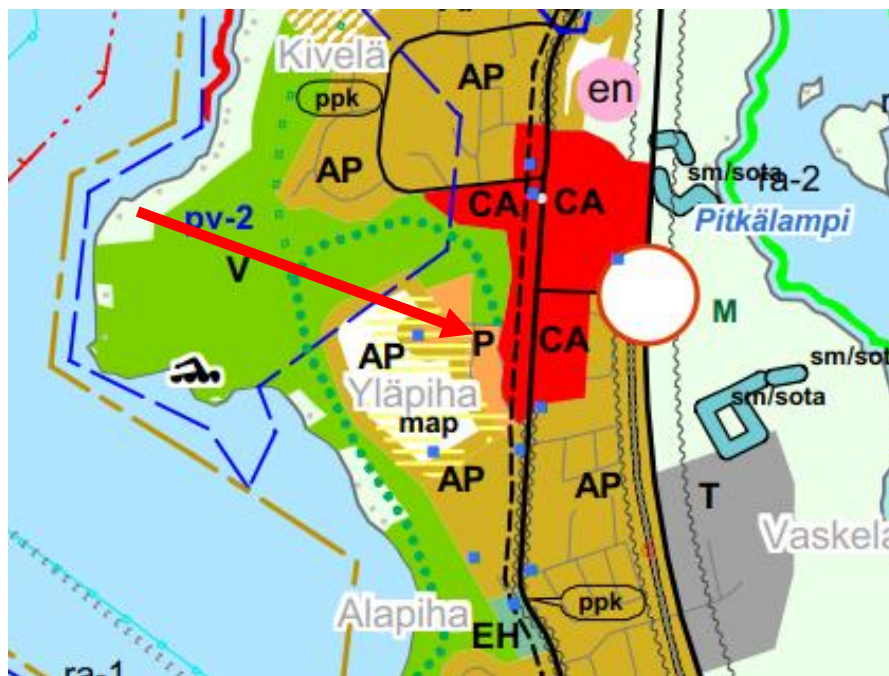 AP
Kivelä
AP
en
ppk
AP
sm/sota
ra-2
CA
CA
pv-2
Pitkälampi
V
M
P
CA
AP
sm/sota
Yläpiha
sm/sota
map
AP
AP
T
Vaskela
ppk
Alapiha
EH
ra-1